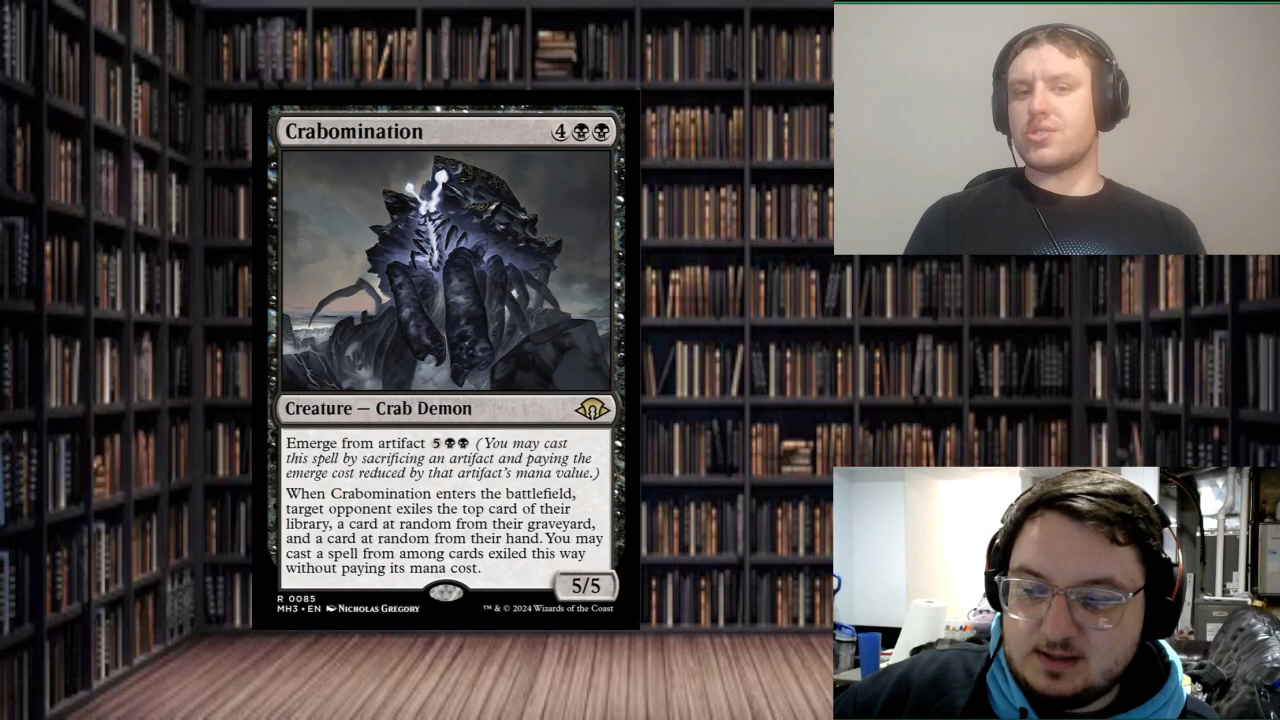 Crabomination 4
Creature — Crab Demon
Emerge from artifact 5 (You may cast
this spell by sacrificing an artifact and paying the
emerge cost reduced by that artifact's mana value.)
When Crabomination enters the battlefield,
target opponent exiles the top card of their
library, a card at random from their graveyard,
and a card at random from their hand. You may
cast a spell from among cards exiled this way
without paying its mana cost.
5/5
R 0085
MH3 • EN Nicholas Gregory ™ & © 2024 Wizards of the Coast